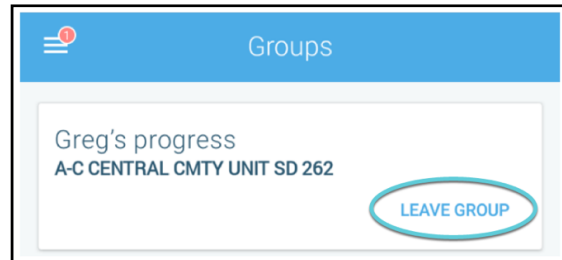 1
Groups
Greg's progress
A-C CENTRAL CMTY UNIT SD 262
LEAVE GROUP